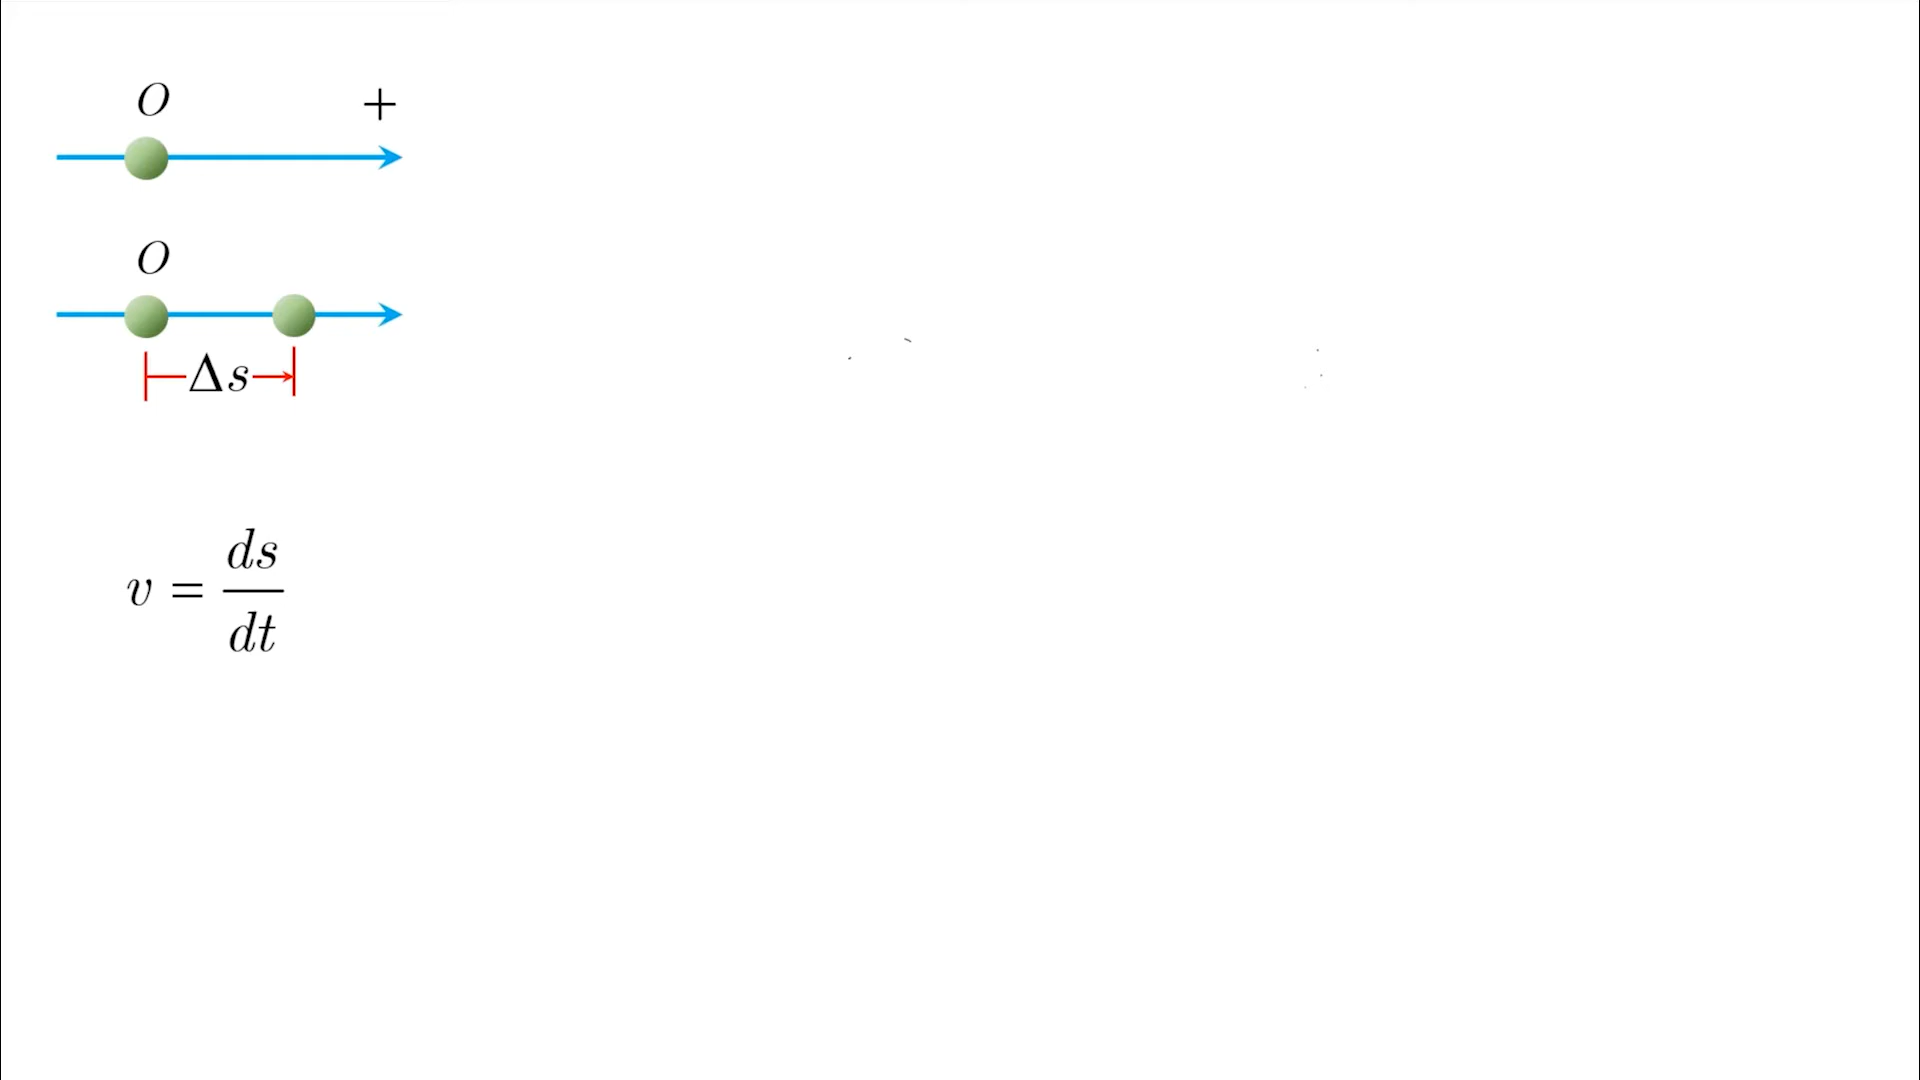 O +
O
Δs
v = ds/dt